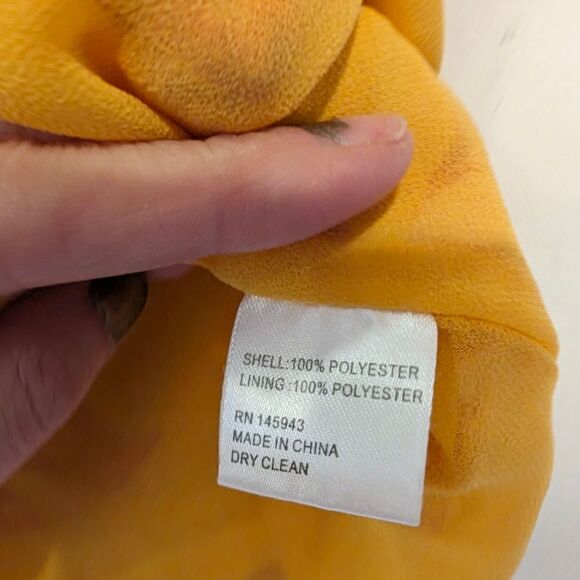 SHELL:100% POLYESTER
LINING :100% POLYESTER
RN 145943
MADE IN CHINA
DRY CLEAN